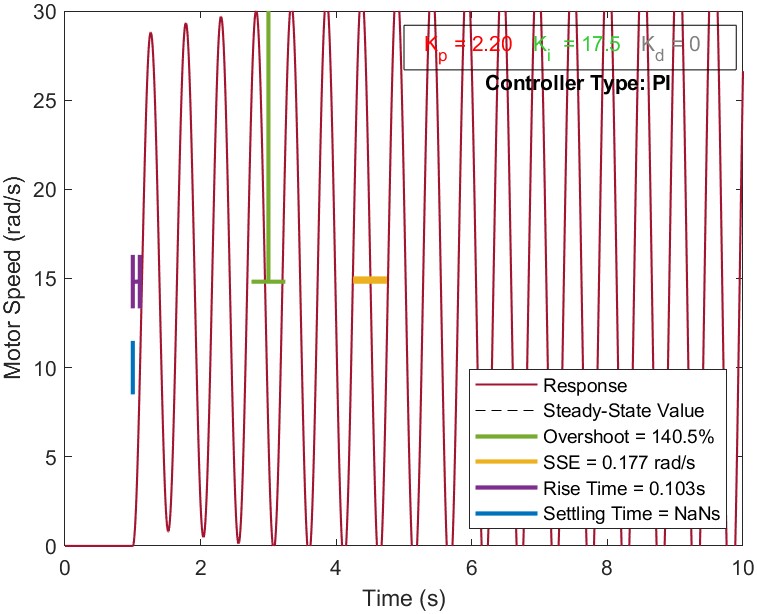 30
25
20
15
10
5
0
Motor Speed (rad/s)
Kp = 2.20 Ki = 17.5 Kd = 0
Controller Type: PI
Response
Steady-State Value
Overshoot = 140.5%
SSE = 0.177 rad/s
Rise Time = 0.103s
Settling Time = NaNs
0 2 4 6 8 10
Time (s)